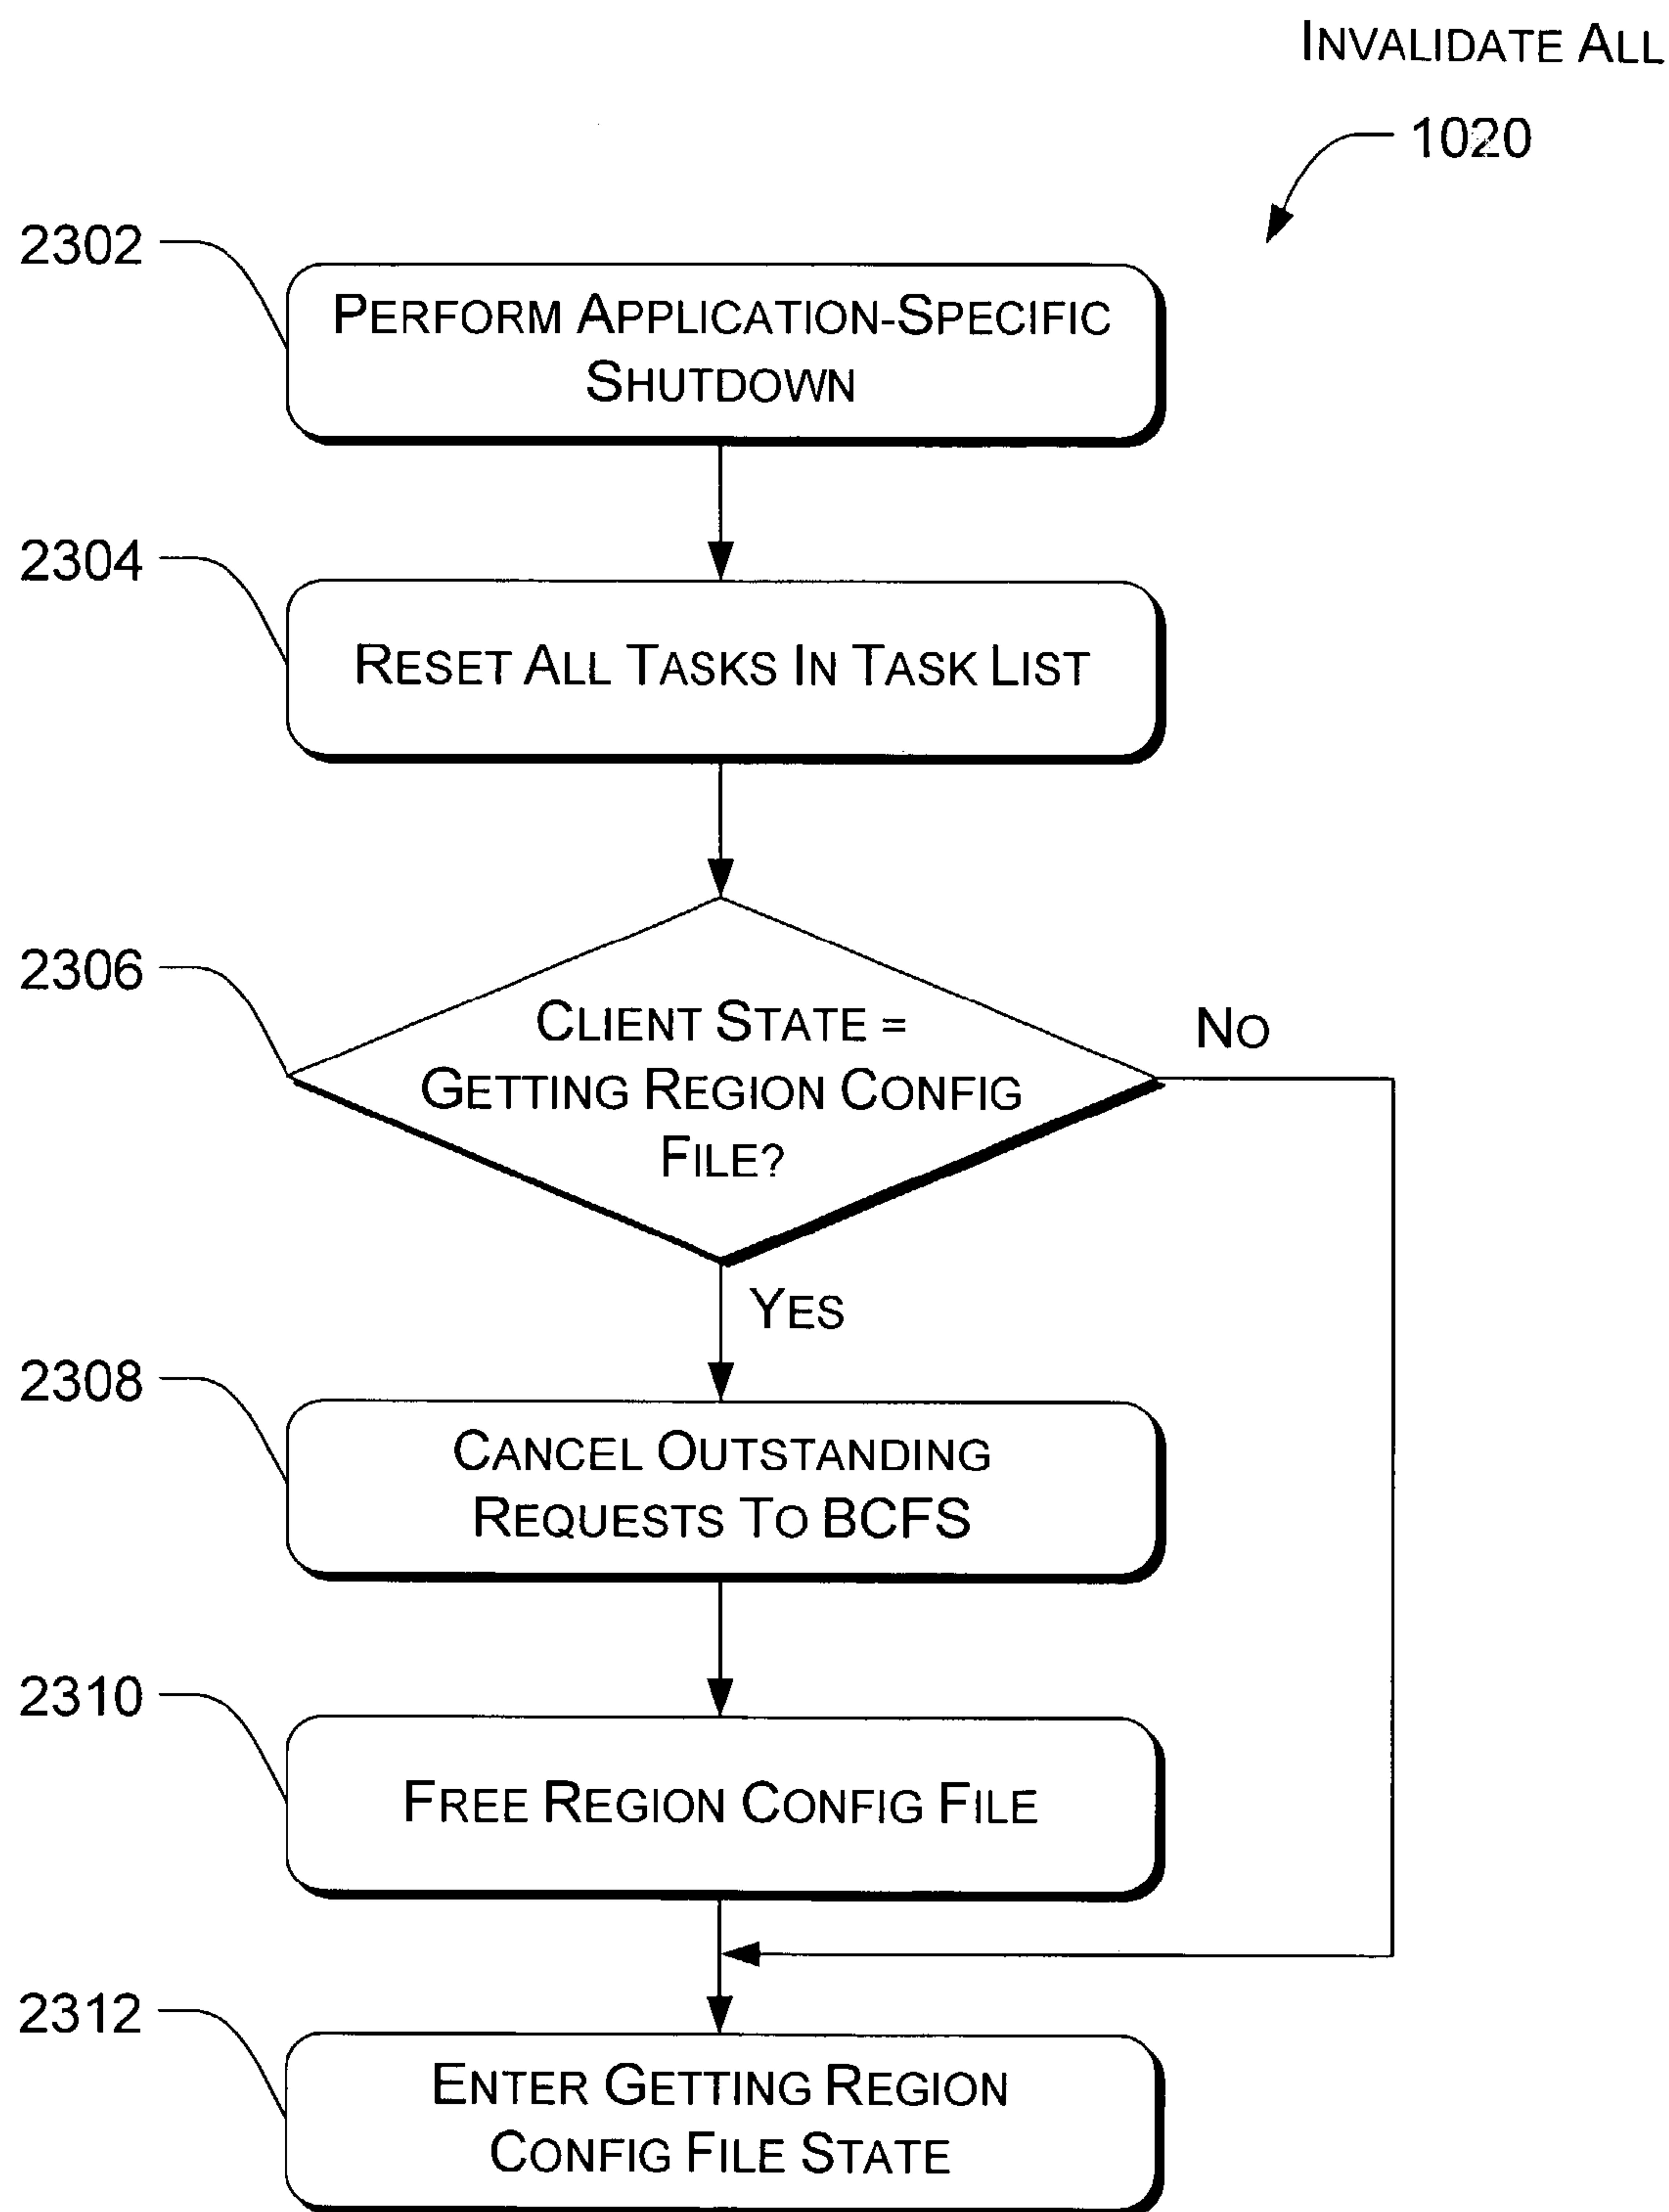 INVALIDATE ALL
1020
2302
PERFORM APPLICATION-SPECIFIC
SHUTDOWN
2304
RESET ALL TASKS IN TASK LIST
2306
CLIENT STATE =
GETTING REGION CONFIG
FILE?
NO
YES
2308
CANCEL OUTSTANDING
REQUESTS TO BCFS
2310
FREE REGION CONFIG FILE
2312
ENTER GETTING REGION
CONFIG FILE STATE